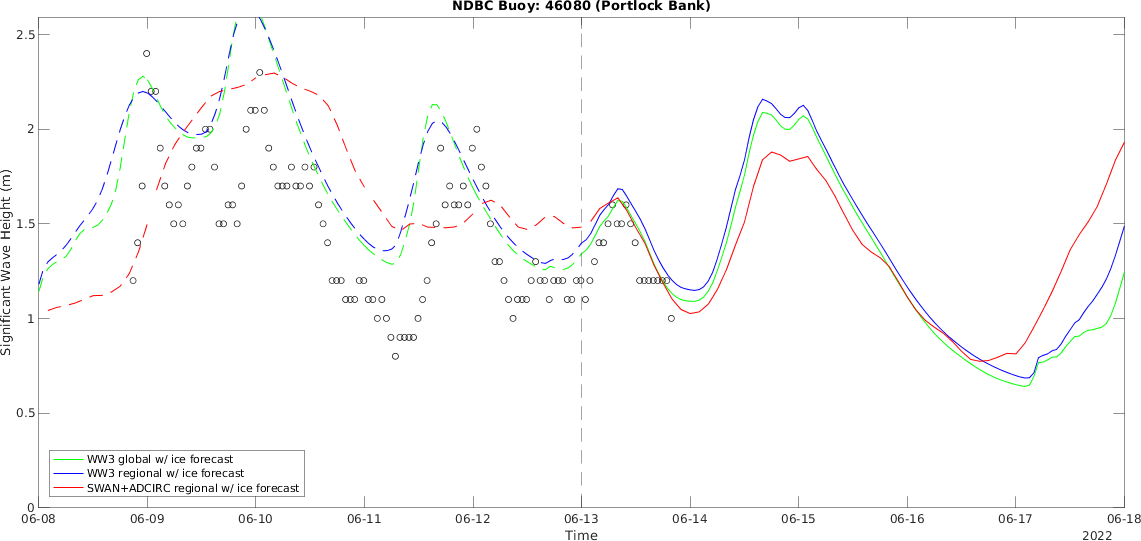 NDBC Buoy: 46080 (Portlock Bank)
2.5
2
1.5
1
0.5
0
Significant Wave Height (m)
WW3 global w/ ice forecast
WW3 regional w/ ice forecast
SWAN+ADCIRC regional w/ ice forecast
06-08 06-09 06-10 06-11 06-12 06-13 06-14 06-15 06-16 06-17 06-18
Time
2022